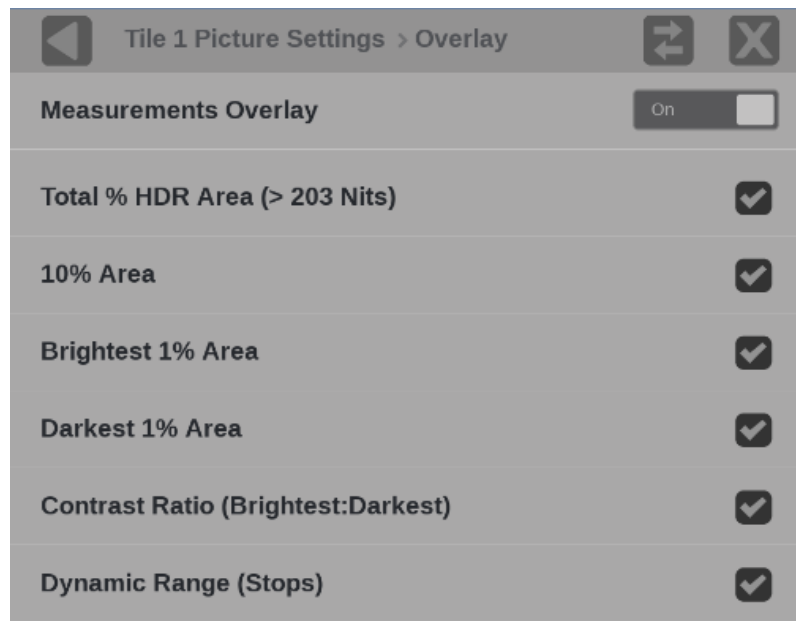 Tile 1 Picture Settings > Overlay
Measurements Overlay
On
Total % HDR Area (> 203 Nits)
10% Area
Brightest 1% Area
Darkest 1% Area
Contrast Ratio (Brightest:Darkest)
Dynamic Range (Stops)